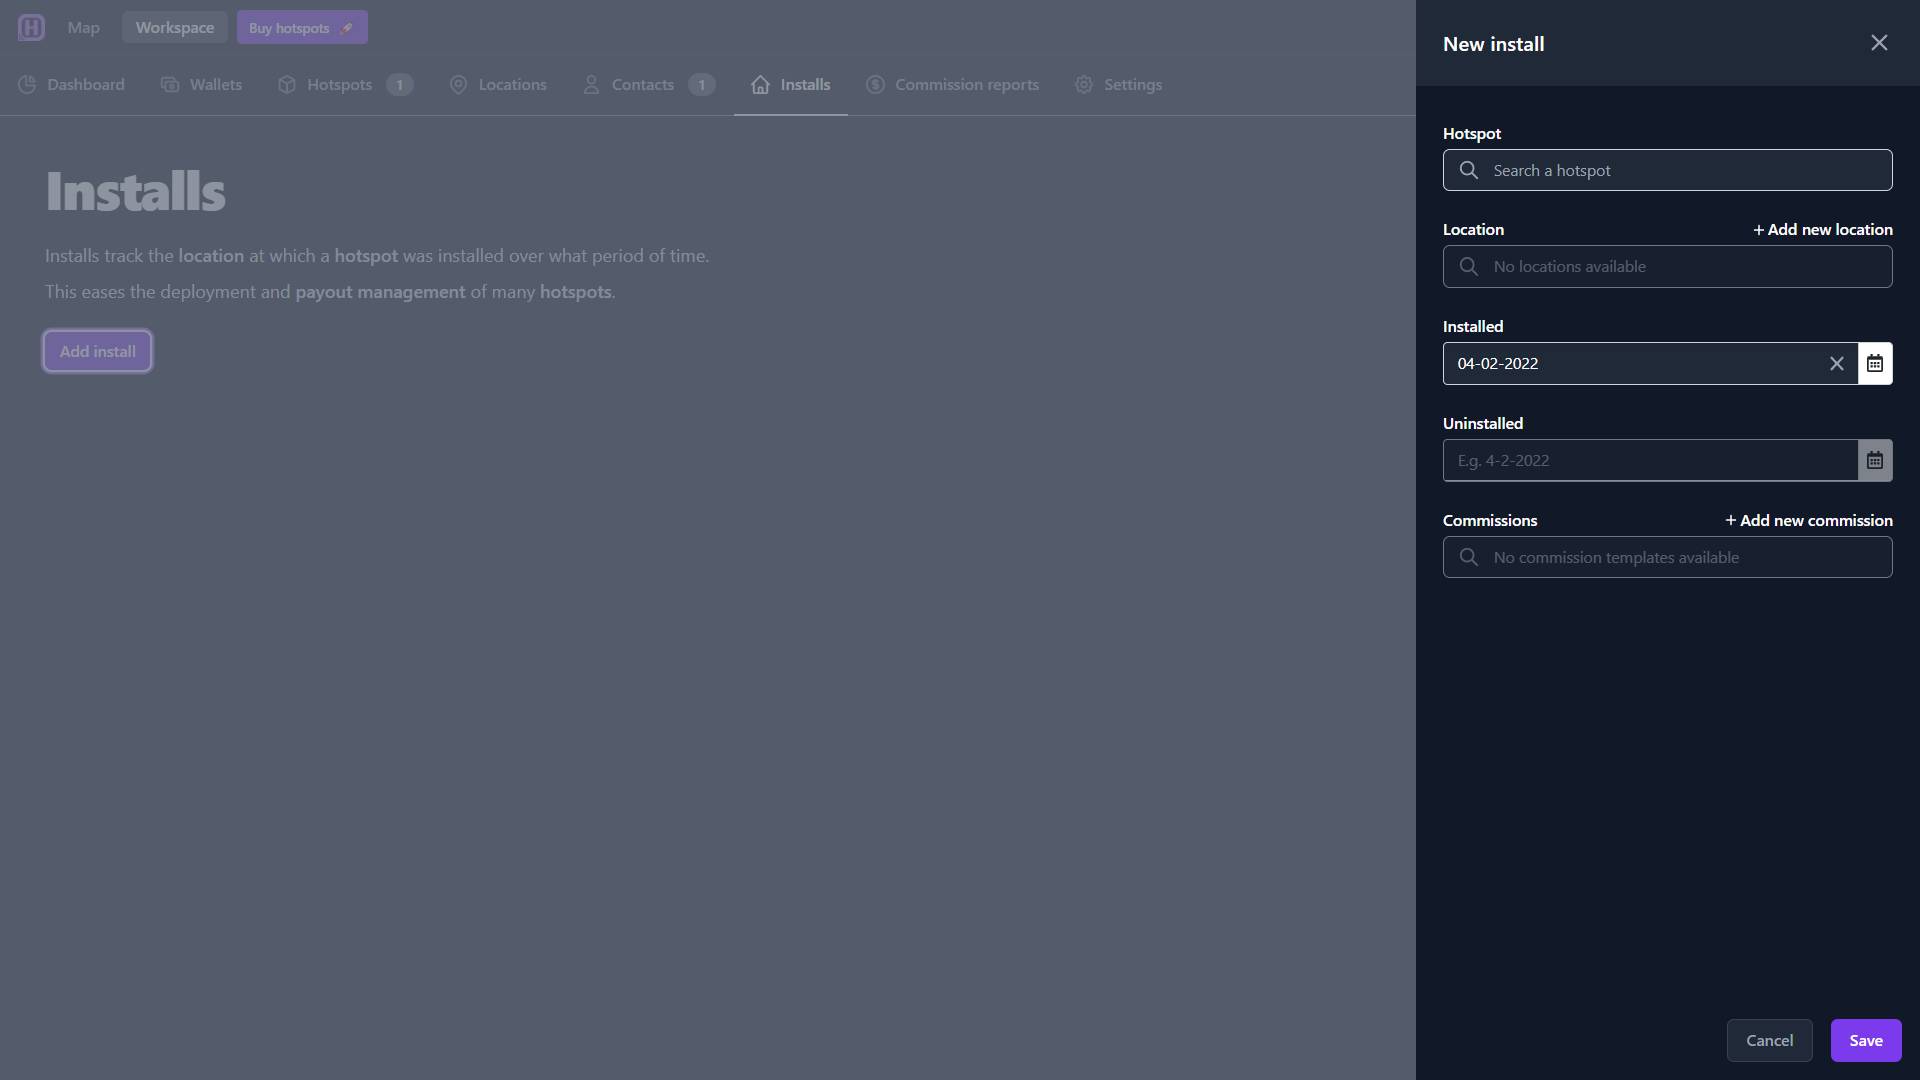 H Map Workspace Buy hotspots
Dashboard Wallets Hotspots 1 Locations Contacts 1 Installs Commission reports Settings
Installs
Installs track the location at which a hotspot was installed over what period of time.
This eases the deployment and payout management of many hotspots.
Add install
New install
Hotspot
Search a hotspot
Location + Add new location
No locations available
Installed
04-02-2022
Uninstalled
E.g. 4-2-2022
Commissions + Add new commission
No commission templates available
Cancel Save